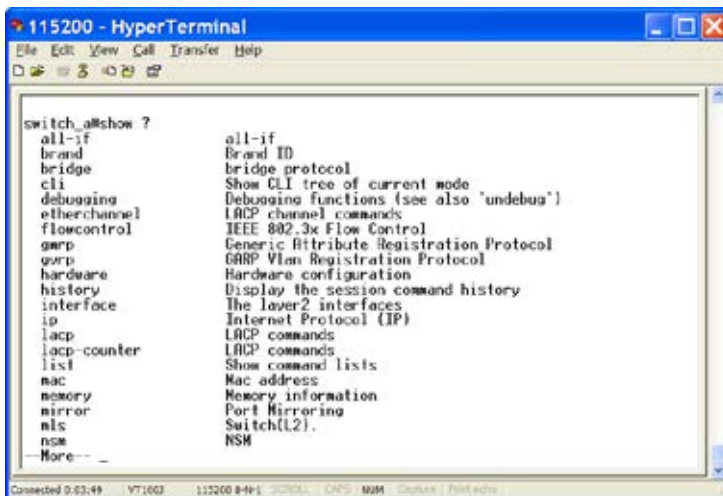 115200 - HyperTerminal
File Edit View Call Transfer Help
switch_a#show ?
all-if all-if
brand Brand ID
bridge bridge protocol
cli Show CLI tree of current mode
debugging Debugging functions (see also 'undebug')
etherchannel LACP channel commands
flowcontrol IEEE 802.3x Flow Control
gmrp Generic Attribute Registration Protocol
gvrp GARP Vlan Registration Protocol
hardware Hardware configuration
history Display the session command history
interface The layer2 interfaces
ip Internet Protocol (IP)
lacp LACP commands
lacp-counter LACP commands
list Show command lists
mac Mac address
memory Memory information
mirror Port Mirroring
mls Switch(L2).
nsm NSM
--More-- _
Connected 0:03:49 VT100J 115200 8-N-1 SCROLL CAPS NUM Capture Print echo